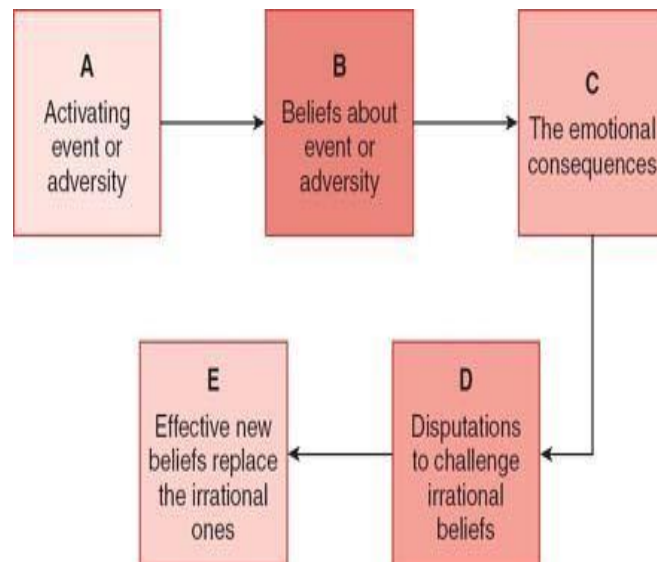 A
Activating
event or
adversity
B
Beliefs about
event or
adversity
C
The emotional
consequences
D
Disputations
to challenge
irrational
beliefs
E
Effective new
beliefs replace
the irrational
ones